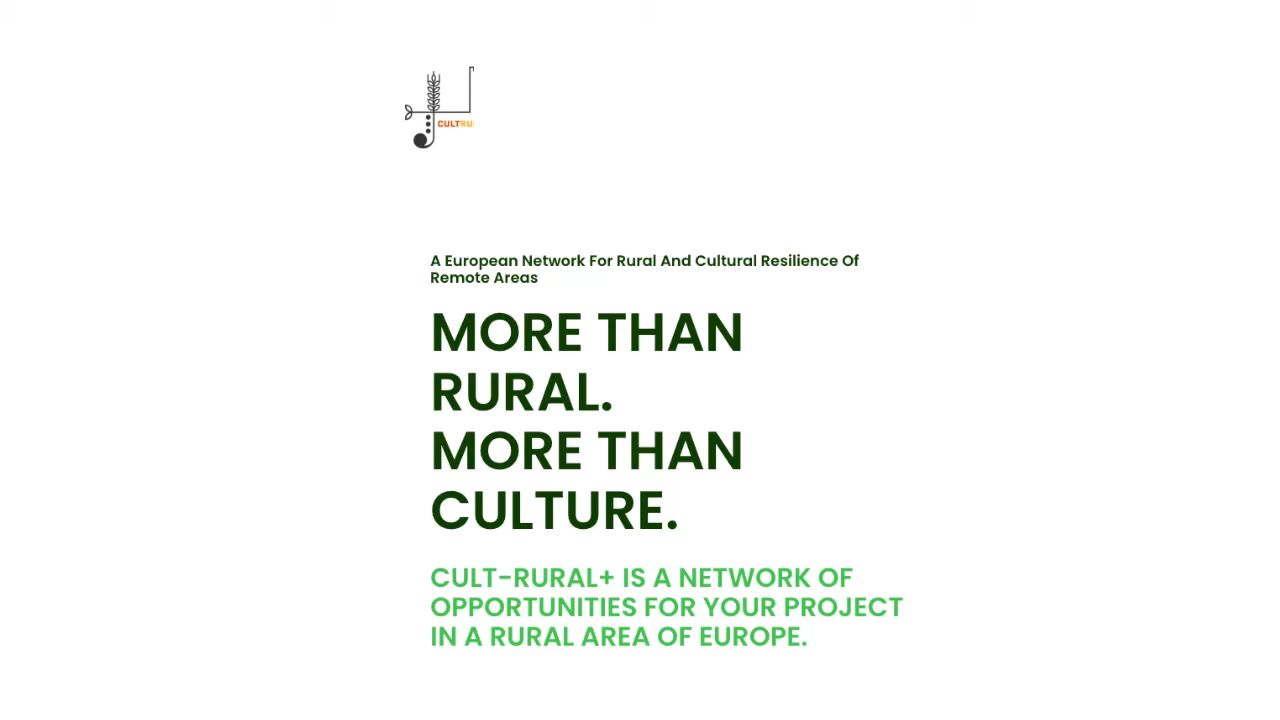 CULTRU
A European Network For Rural And Cultural Resilience Of
Remote Areas
MORE THAN
RURAL.
MORE THAN
CULTURE.
CULT-RURAL+ IS A NETWORK OF
OPPORTUNITIES FOR YOUR PROJECT
IN A RURAL AREA OF EUROPE.